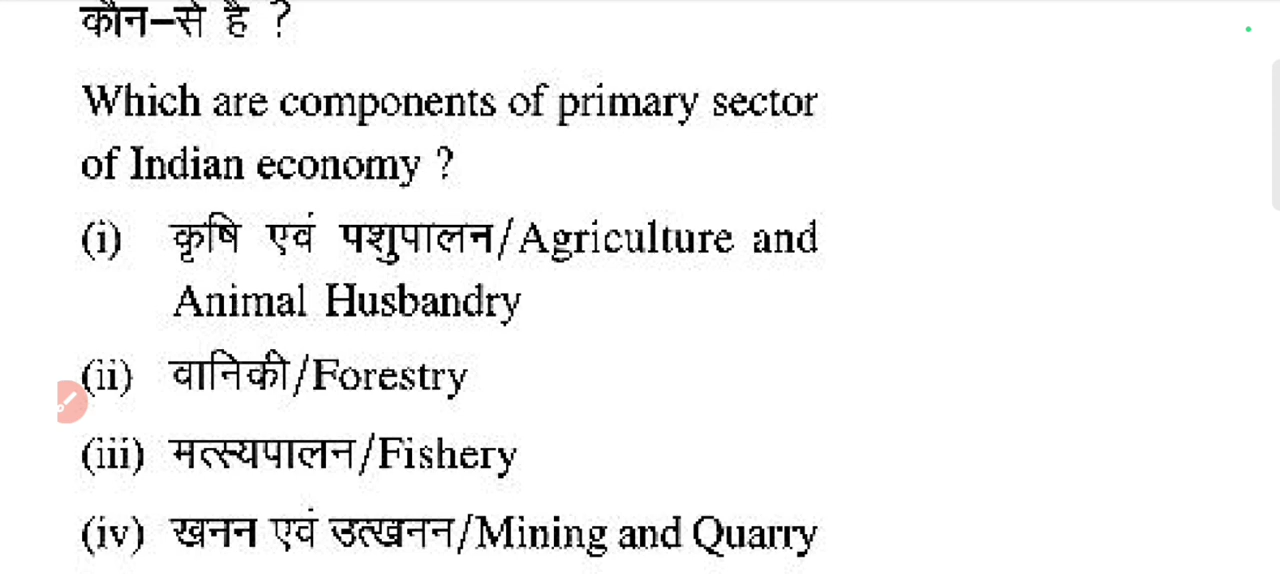 कौन–से है ?
Which are components of primary sector
of Indian economy ?
(i) कृषि एवं पशुपालन/Agriculture and
Animal Husbandry
(ii) वानिकी/Forestry
(iii) मत्स्यपालन/Fishery
(iv) खनन एवं उत्खनन/Mining and Quarry